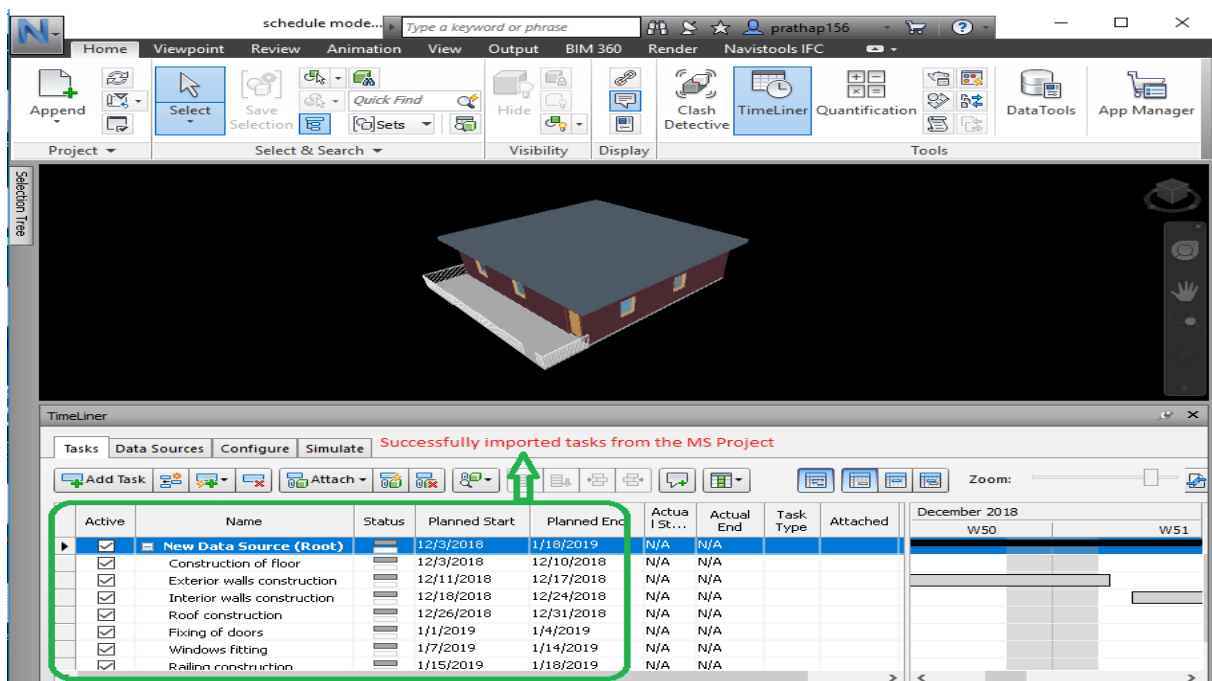 schedule mode... Type a keyword or phrase prathap156
Home Viewpoint Review Animation View Output BIM 360 Render Navistools IFC
Append Select Save Selection Quick Find Sets Hide Clash Detective TimeLiner Quantification DataTools App Manager
Project Select & Search Visibility Display Tools
Selection Tree
TimeLiner
Tasks Data Sources Configure Simulate Successfully imported tasks from the MS Project
Add Task Attach Zoom:
Active Name Status Planned Start Planned End Actua l St... Actual End Task Type Attached December 2018
W50 W51
New Data Source (Root) 12/3/2018 1/18/2019 N/A N/A
Construction of floor 12/3/2018 12/10/2018 N/A N/A
Exterior walls construction 12/11/2018 12/17/2018 N/A N/A
Interior walls construction 12/18/2018 12/24/2018 N/A N/A
Roof construction 12/26/2018 12/31/2018 N/A N/A
Fixing of doors 1/1/2019 1/4/2019 N/A N/A
Windows fitting 1/7/2019 1/14/2019 N/A N/A
Railing construction 1/15/2019 1/18/2019 N/A N/A